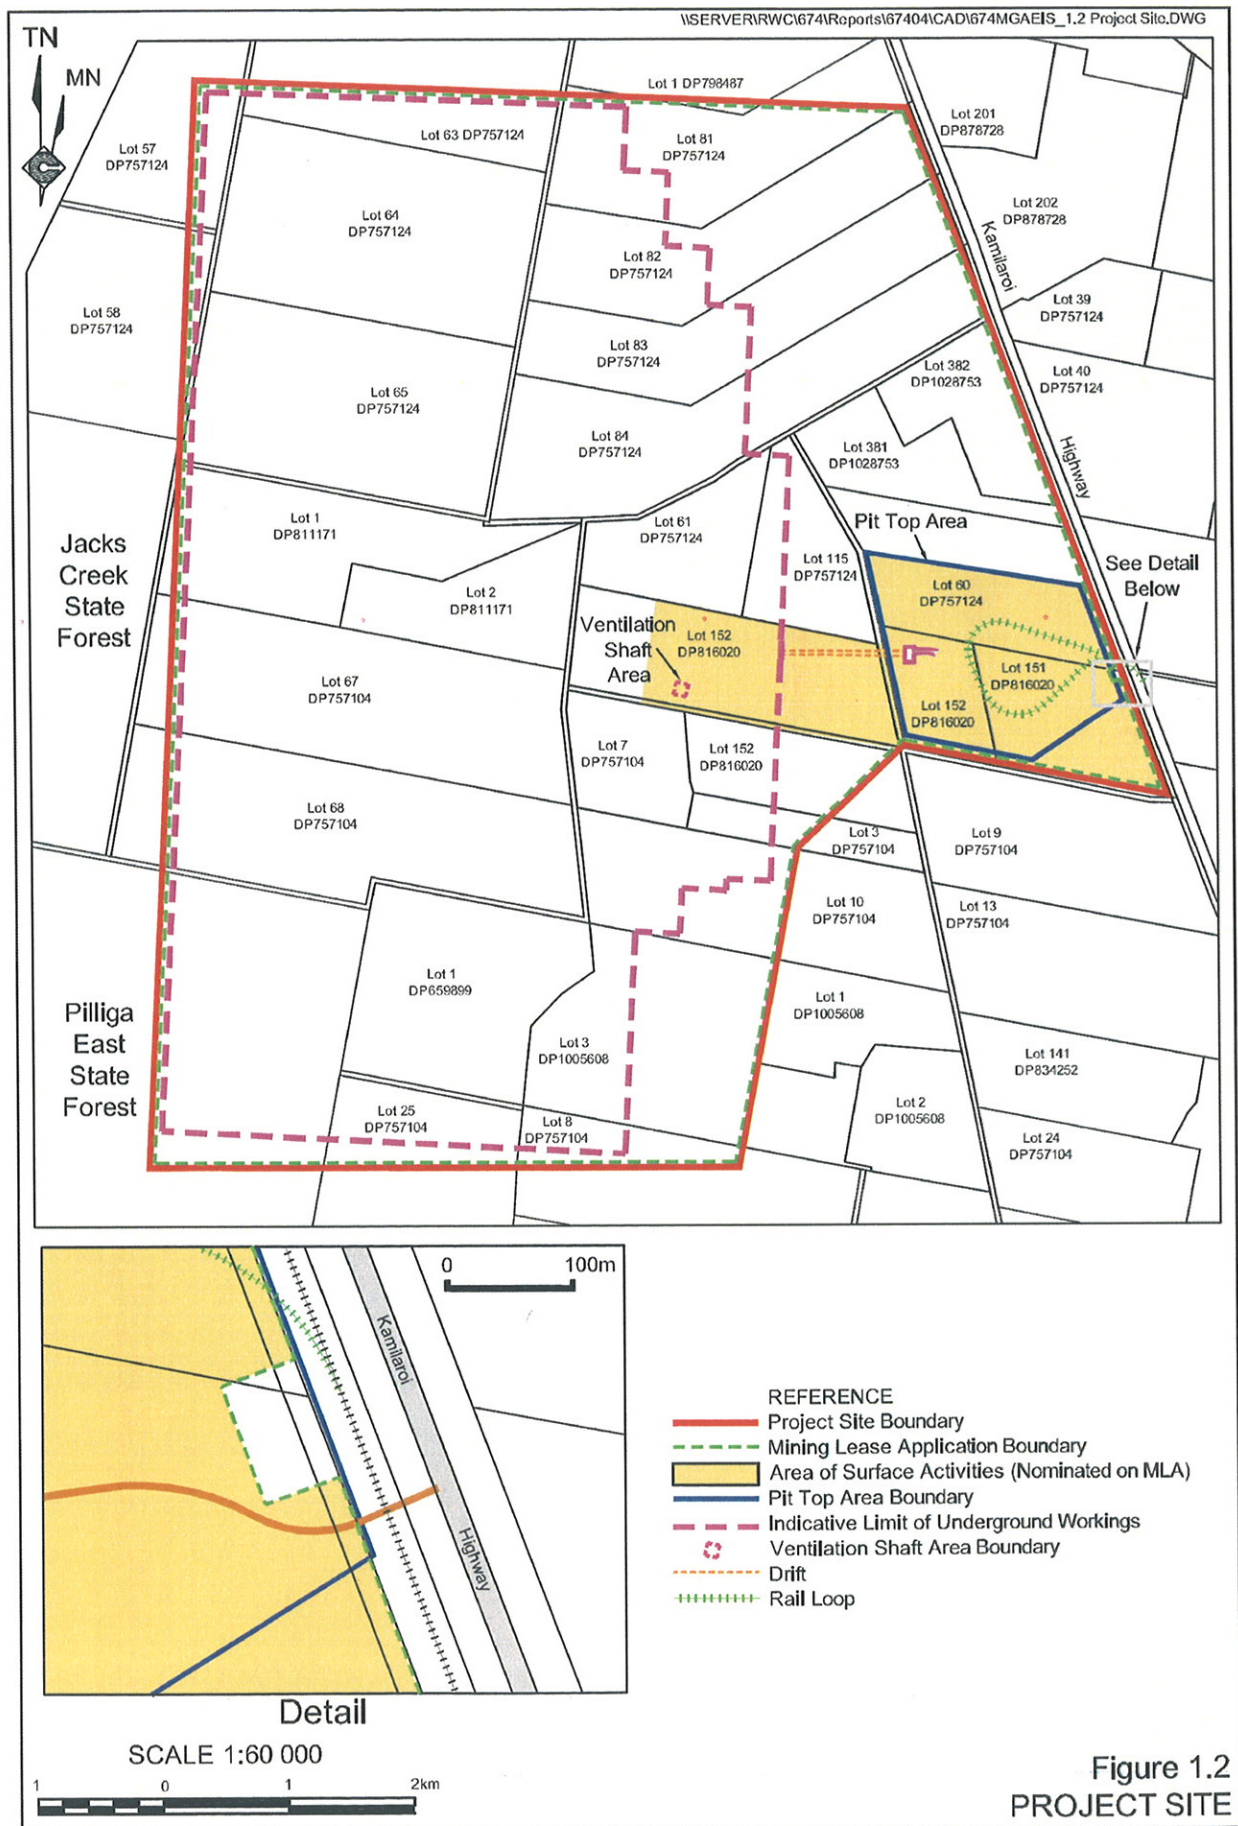 \\SERVER\RWC\674\Reports\67404\CAD\674MGAEIS_1.2 Project Site.DWG
TN
MN
Lot 1 DP798487
Lot 57
DP757124
Lot 63 DP757124
Lot 81
DP757124
Lot 201
DP878728
Lot 64
DP757124
Lot 202
DP878728
Lot 82
DP757124
Kamilaroi
Lot 58
DP757124
Lot 39
DP757124
Lot 83
DP757124
Lot 65
DP757124
Lot 382
DP1028753
Lot 40
DP757124
Lot 84
DP757124
Lot 381
DP1028753
Highway
Lot 1
DP811171
Lot 61
DP757124
Pit Top Area
Jacks
Creek
State
Forest
Lot 115
DP757124
See Detail
Below
Lot 2
DP811171
Lot 60
DP757124
Ventilation
Shaft
Area
Lot 152
DP816020
Lot 151
DP816020
Lot 67
DP757104
Lot 152
DP816020
Lot 7
DP757104
Lot 152
DP816020
Lot 68
DP757104
Lot 3
DP757104
Lot 9
DP757104
Lot 10
DP757104
Lot 13
DP757104
Lot 1
DP659899
Lot 1
DP1005608
Pilliga
East
State
Forest
Lot 3
DP1005608
Lot 141
DP834252
Lot 25
DP757104
Lot 8
DP757104
Lot 2
DP1005608
Lot 24
DP757104
0 100m
Kamilaroi
Highway
Detail
REFERENCE
Project Site Boundary
Mining Lease Application Boundary
Area of Surface Activities (Nominated on MLA)
Pit Top Area Boundary
Indicative Limit of Underground Workings
Ventilation Shaft Area Boundary
Drift
Rail Loop
SCALE 1:60 000
1 0 1 2km
Figure 1.2
PROJECT SITE